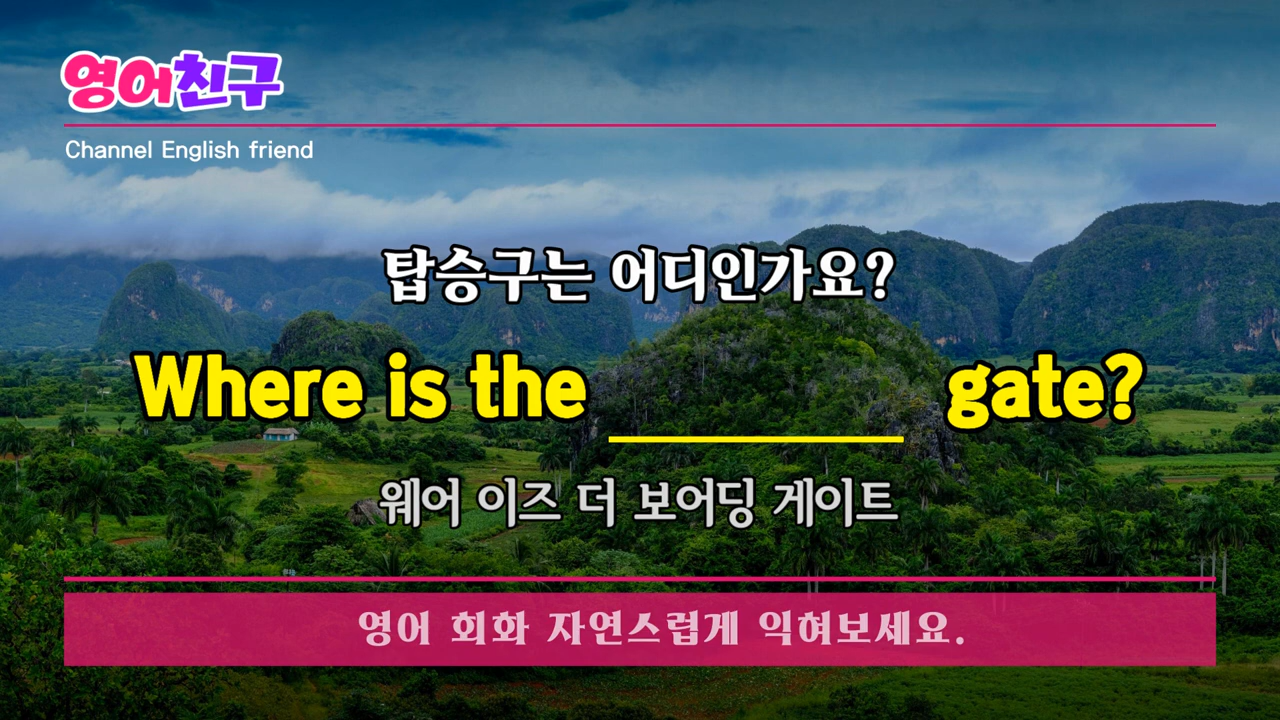 영어친구
Channel English friend
탑승구는 어디인가요?
Where is the ________ gate?
웨어 이즈 더 보어딩 게이트
영어 회화 자연스럽게 익혀보세요.